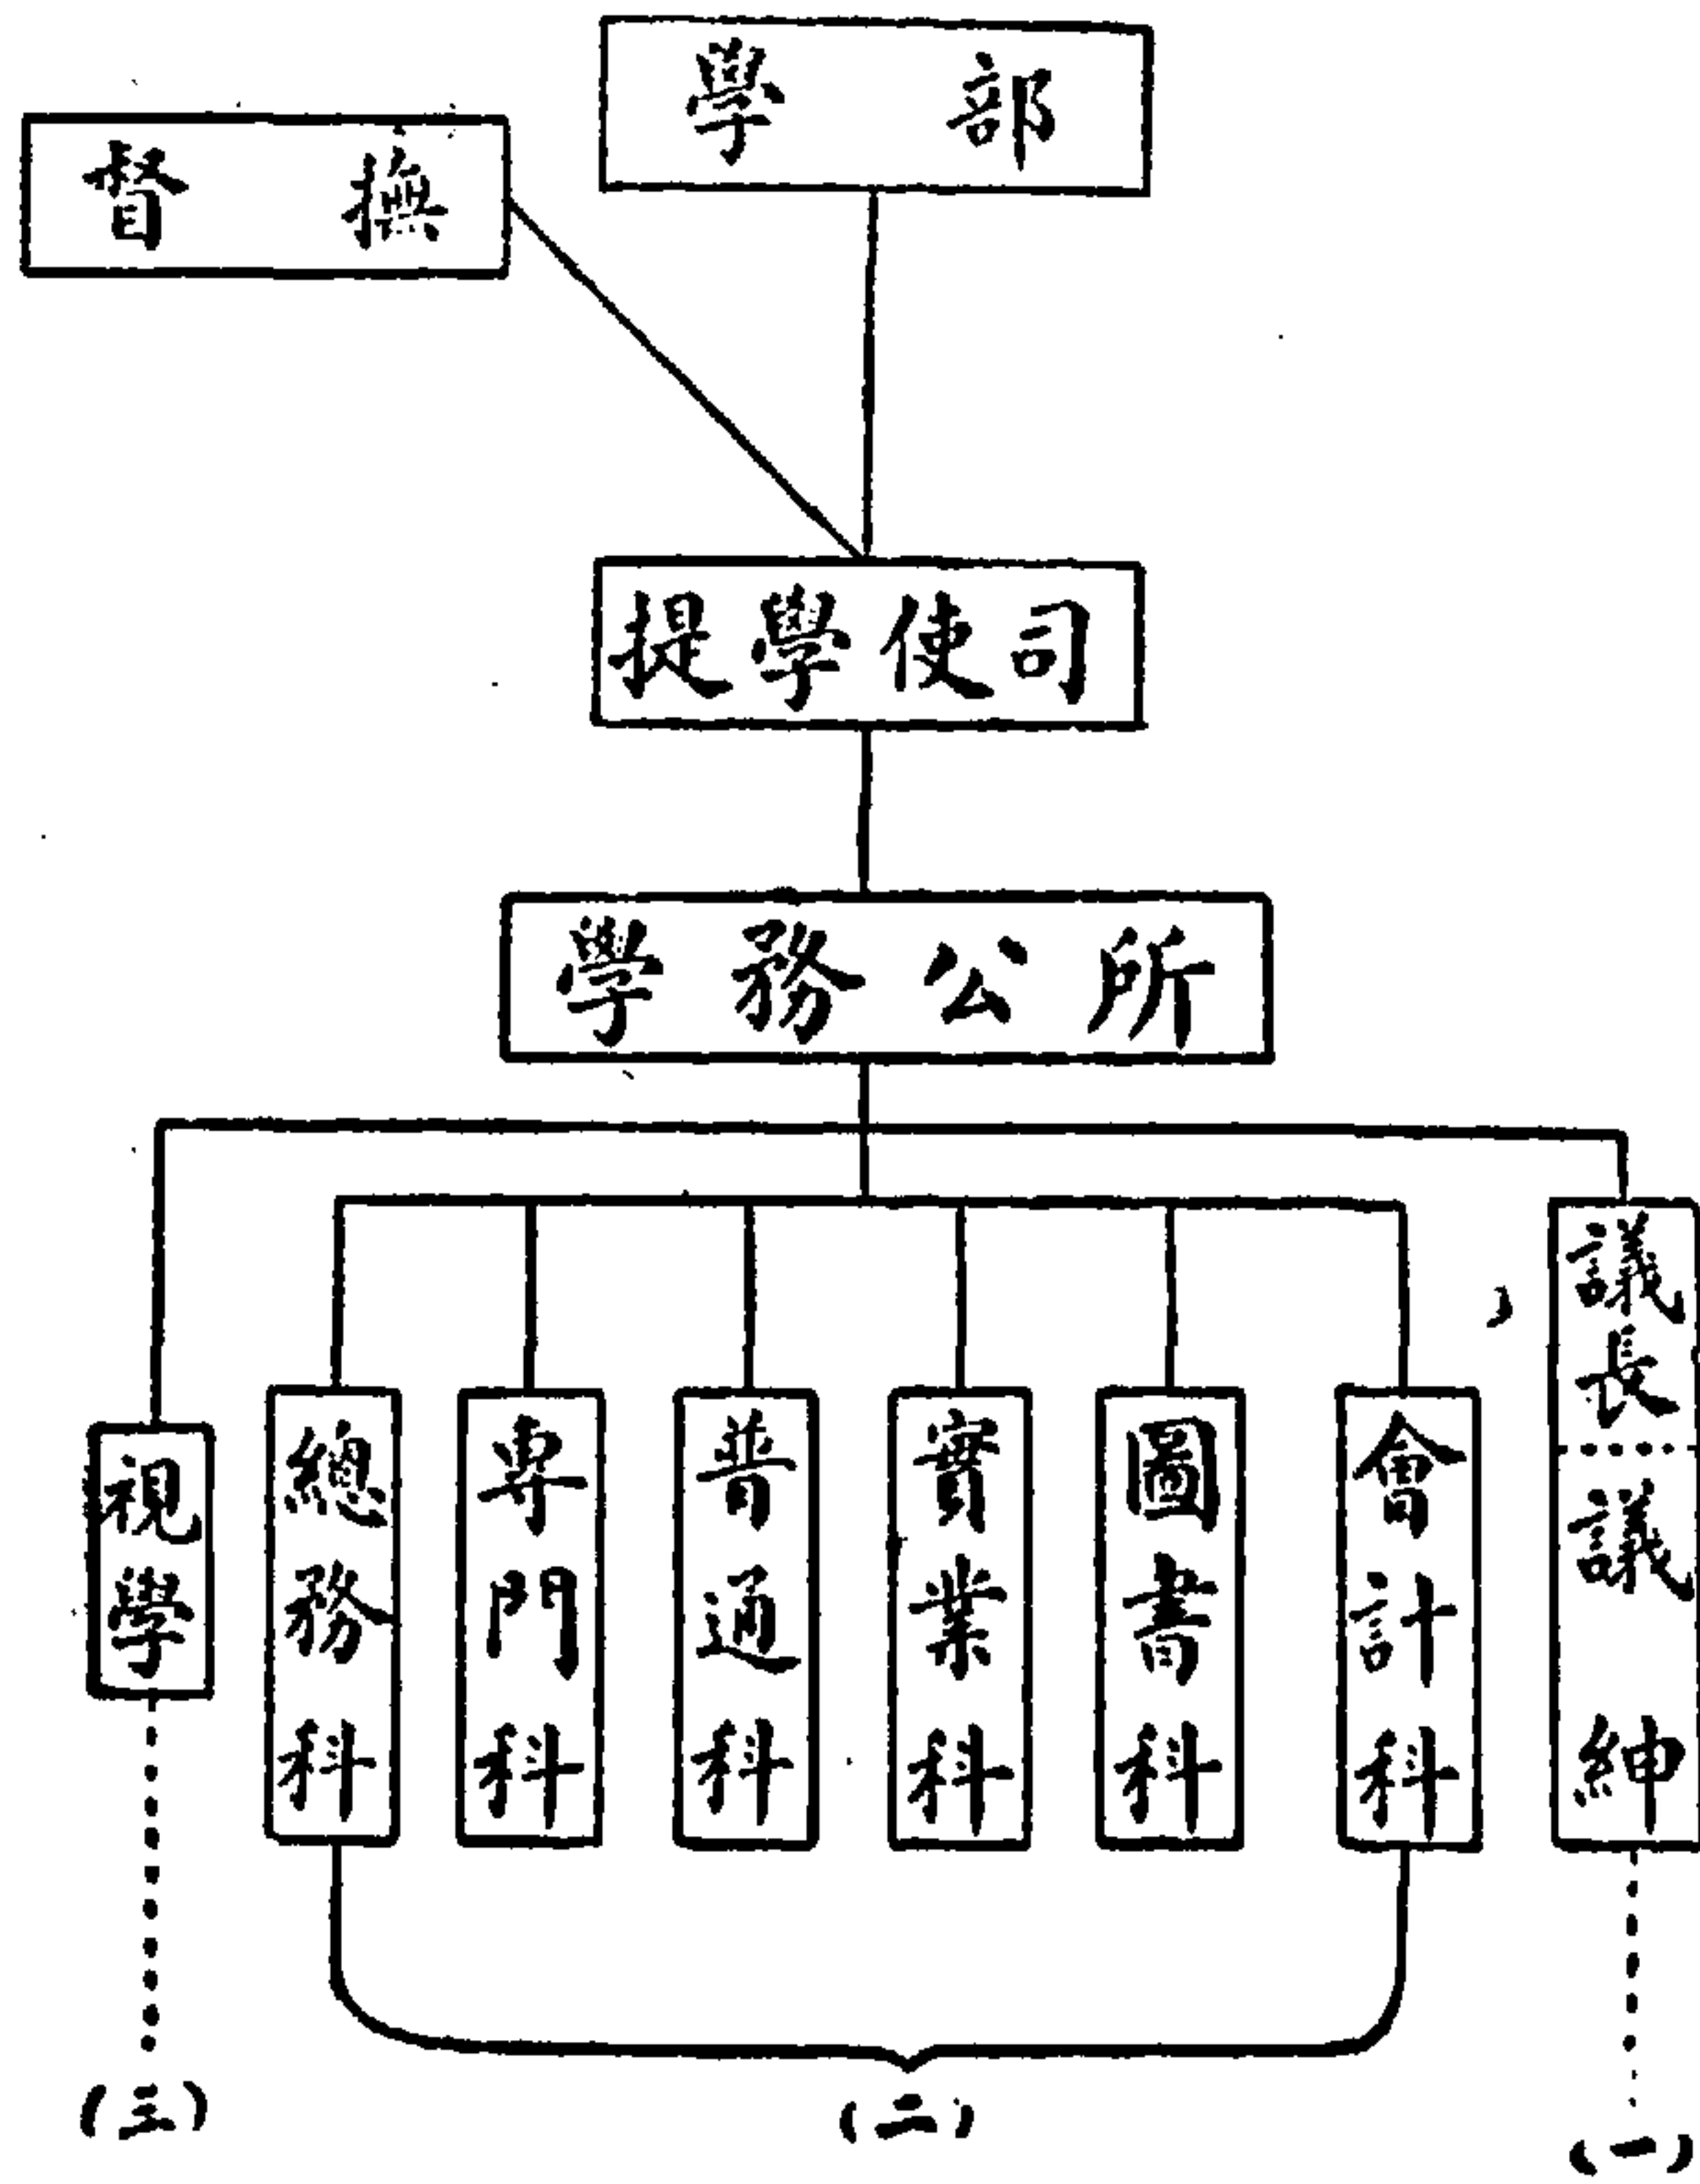 學部
督撫
提學使司
學務公所
議長
議紳
會計科
圖書科
實業科
普通科
專門科
總務科
視學
(一)
(二)
(三)